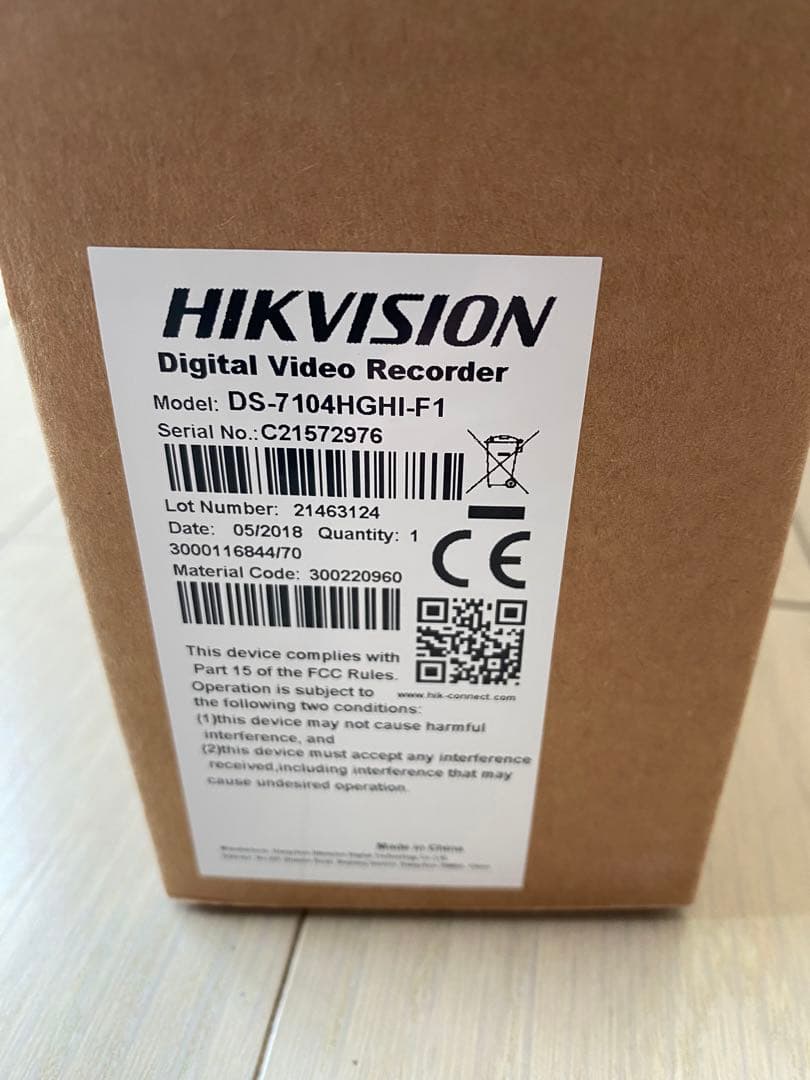 HIKVISION
Digital Video Recorder
Model: DS-7104HGHI-F1
Serial No.:C21572976
Lot Number: 21463124
Date: 05/2018 Quantity: 1
3000116844/70
Material Code: 300220960
CE
www.hik-connect.com
This device complies with
Part 15 of the FCC Rules.
Operation is subject to
the following two conditions:
(1)this device may not cause harmful
interference, and
(2)this device must accept any interference
received,including interference that may
cause undesired operation.
Made in China